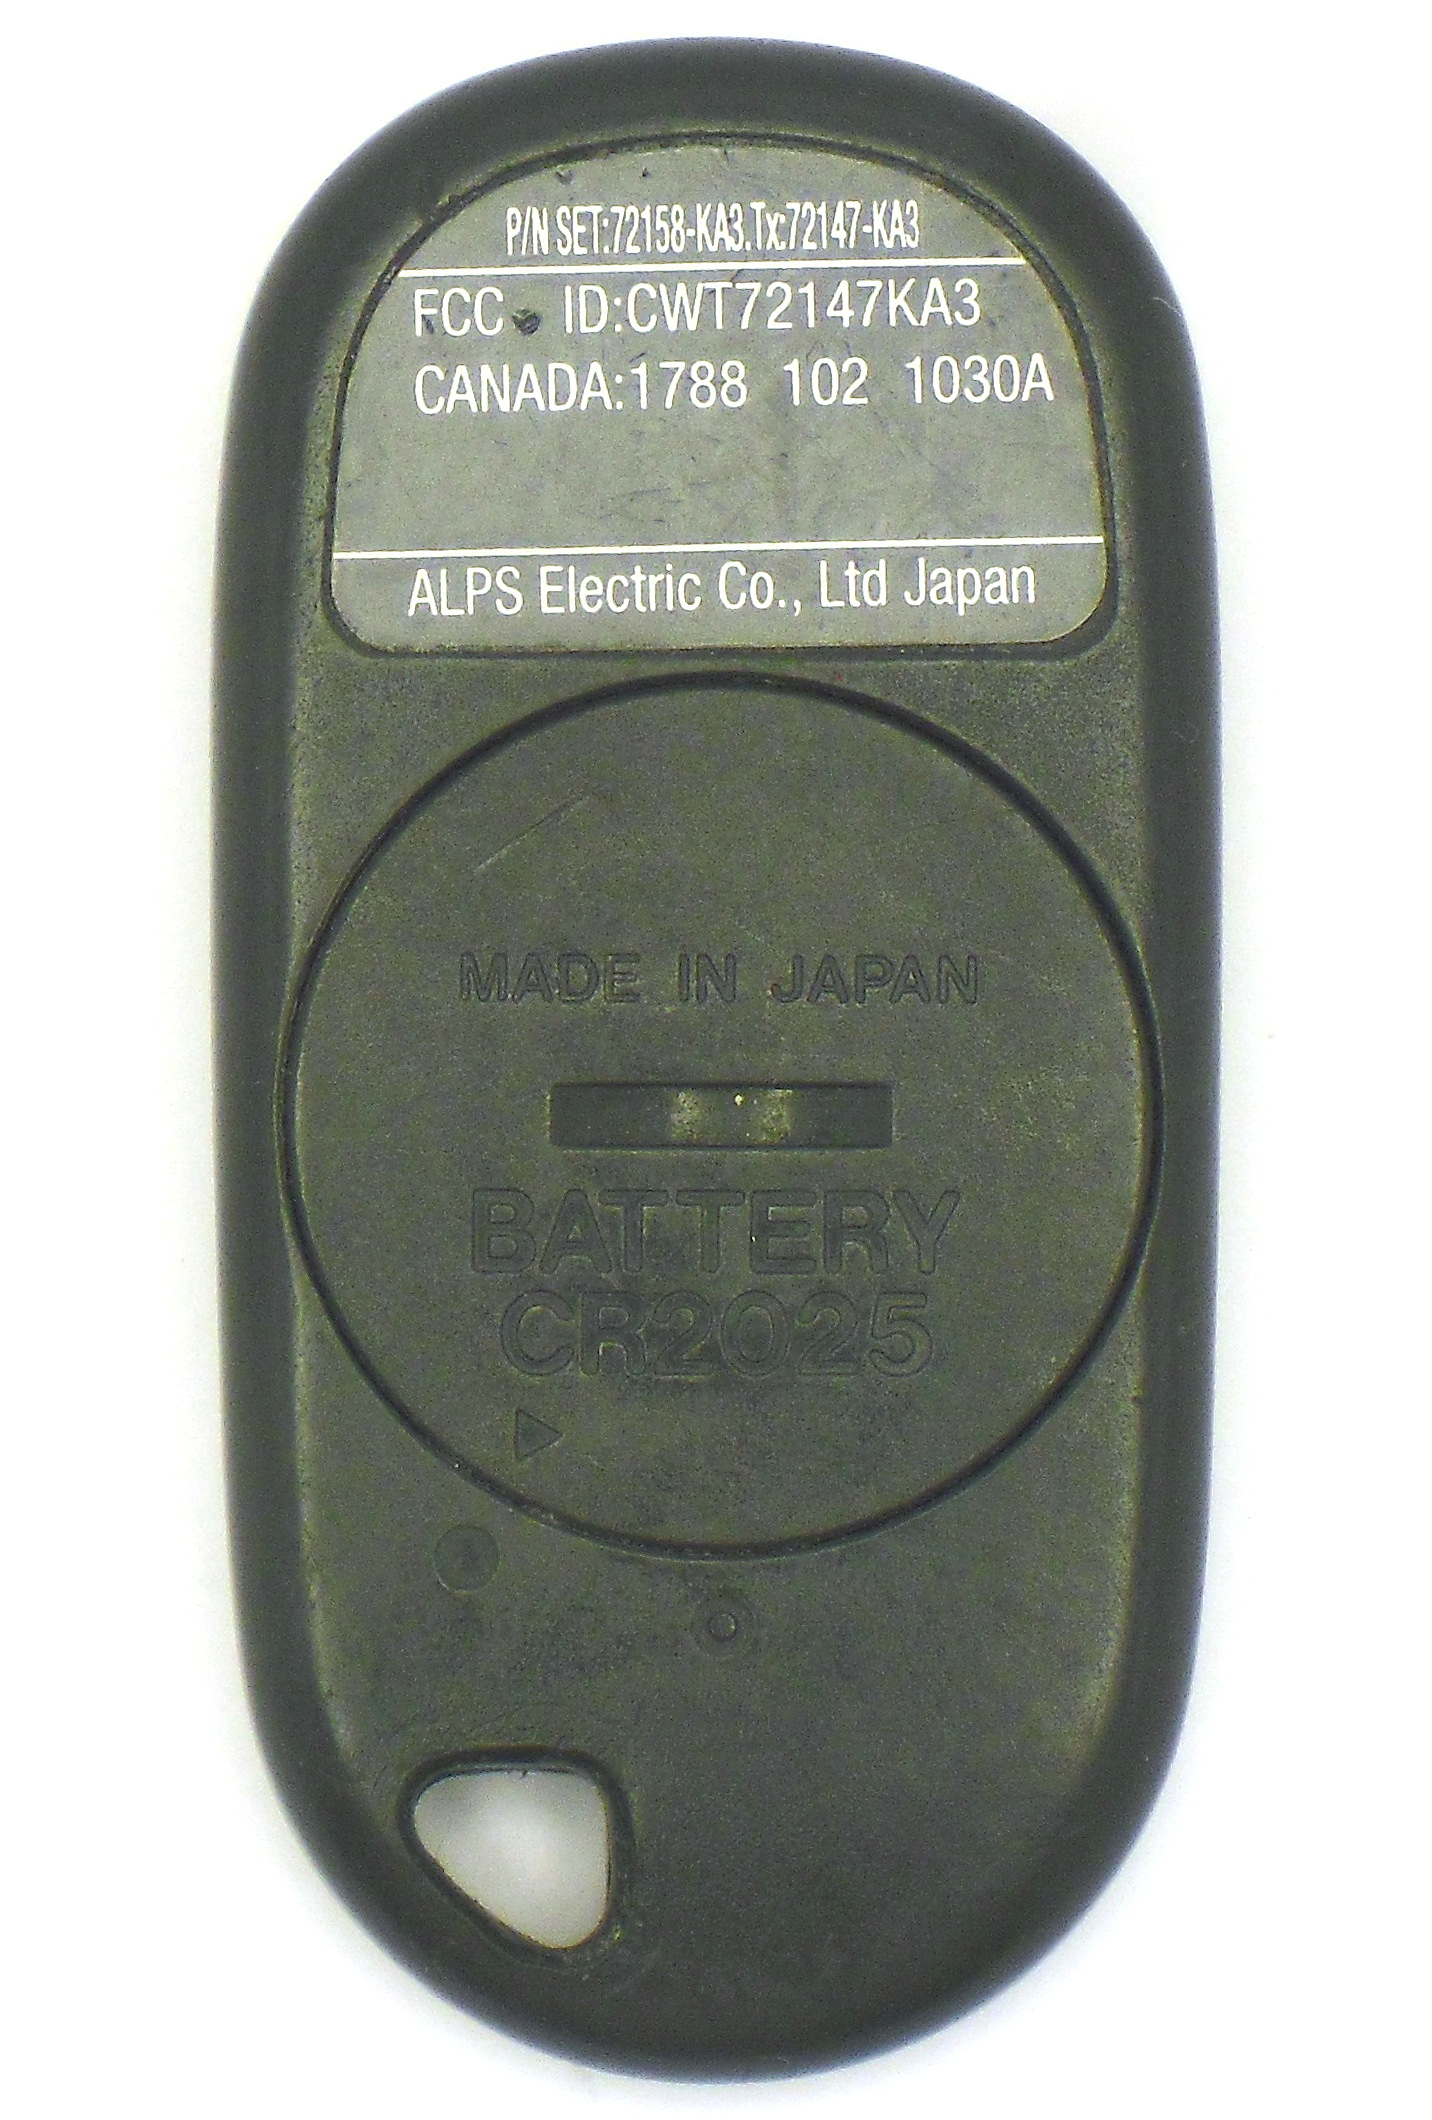 P/N SET:72158-KA3.Tx:72147-KA3
FCC ID:CWT72147KA3
CANADA:1788 102 1030A
ALPS Electric Co., Ltd Japan
MADE IN JAPAN
BATTERY
CR2025